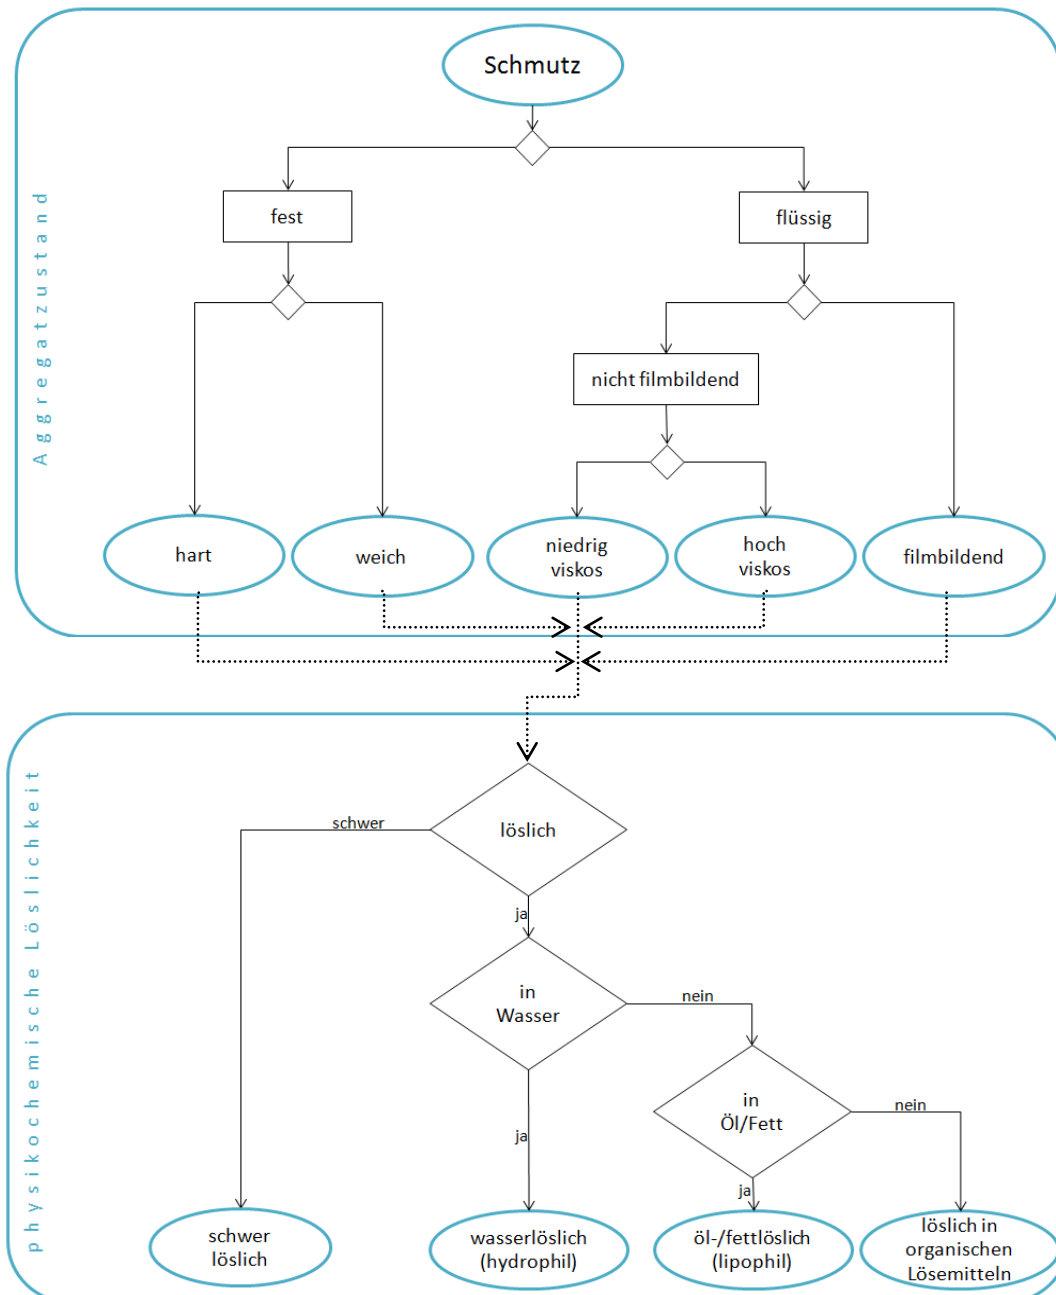 Schmutz
Aggregatzustand
fest
flüssig
nicht filmbildend
hart
weich
niedrig
viskos
hoch
viskos
filmbildend
physikochemische Löslichkeit
schwer
löslich
ja
in
Wasser
nein
in
Öl/Fett
nein
ja
ja
schwer
löslich
wasserlöslich
(hydrophil)
öl-/fettlöslich
(lipophil)
löslich in
organischen
Lösemitteln